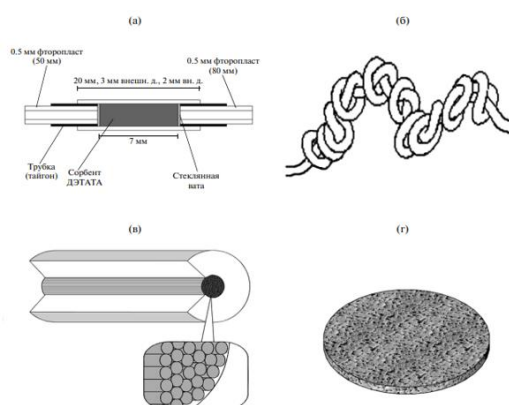 (а)
(б)
0.5 мм фторопласт
(50 мм)
20 мм, 3 мм внешн. д., 2 мм вн. д.
0.5 мм фторопласт
(80 мм)
7 мм
Трубка
(тайгон)
Сорбент
ДЭТАТА
Стеклянная
вата
(в)
(г)